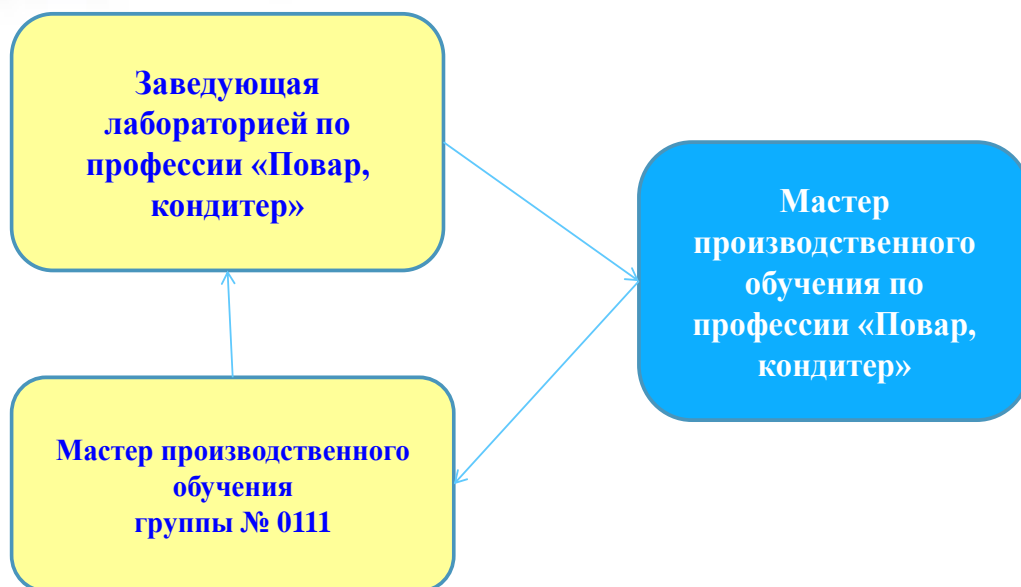 Заведующая
лабораторией по
профессии «Повар,
кондитер»
Мастер
производственного
обучения по
профессии «Повар,
кондитер»
Мастер производственного
обучения
группы № 0111